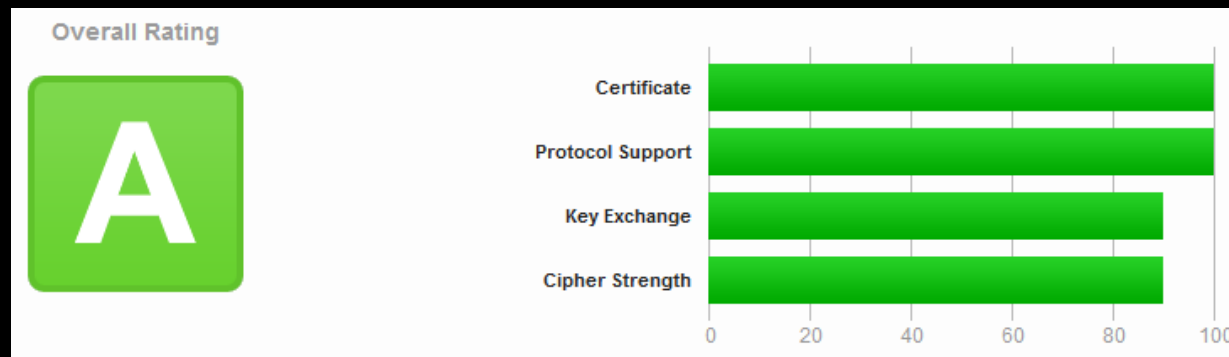 Overall Rating
A
Certificate
Protocol Support
Key Exchange
Cipher Strength
0 20 40 60 80 100